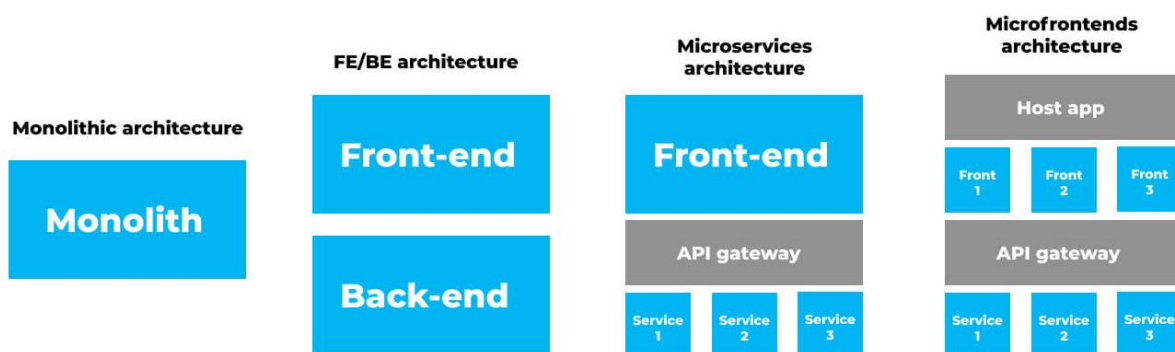 Monolithic architecture
Monolith
FE/BE architecture
Front-end
Back-end
Microservices
architecture
Front-end
API gateway
Service
1
Service
2
Service
3
Microfrontends
architecture
Host app
Front
1
Front
2
Front
3
API gateway
Service
1
Service
2
Service
3